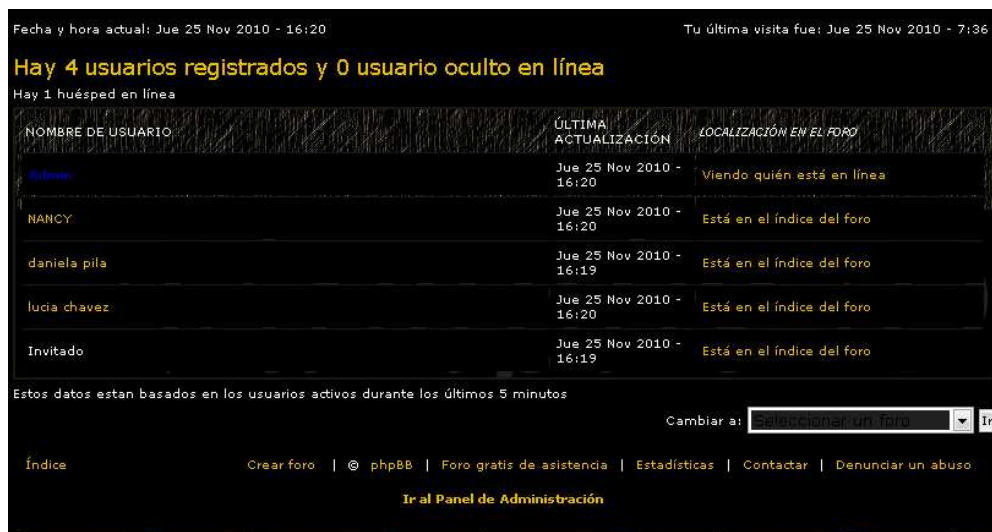 Fecha y hora actual: Jue 25 Nov 2010 - 16:20 Tu última visita fue: Jue 25 Nov 2010 - 7:36
Hay 4 usuarios registrados y 0 usuario oculto en línea
Hay 1 huésped en línea
NOMBRE DE USUARIO ÚLTIMA ACTUALIZACIÓN LOCALIZACIÓN EN EL FORO
Admin Jue 25 Nov 2010 - 16:20 Viendo quién está en línea
NANCY Jue 25 Nov 2010 - 16:20 Está en el índice del foro
daniela pila Jue 25 Nov 2010 - 16:19 Está en el índice del foro
lucia chavez Jue 25 Nov 2010 - 16:20 Está en el índice del foro
Invitado Jue 25 Nov 2010 - 16:19 Está en el índice del foro
Estos datos estan basados en los usuarios activos durante los últimos 5 minutos
Cambiar a: Seleccionar un foro Ir
Índice Crear foro | © phpBB | Foro gratis de asistencia | Estadísticas | Contactar | Denunciar un abuso
Ir al Panel de Administración